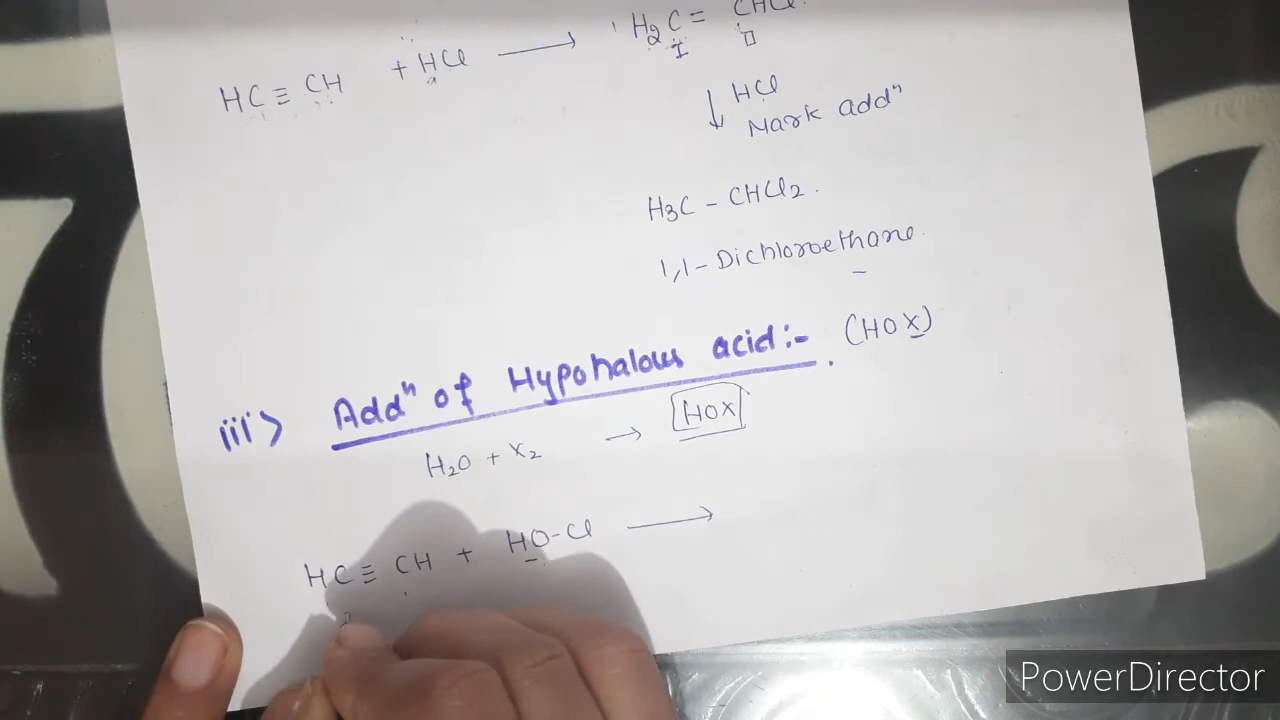 HC ≡ CH + HCl ⟶ H₂C = CHCl
I II
↓ HCl
Mark addⁿ
H₃C – CHCl₂.
1,1 – Dichloroethane.
iii> Addⁿ of Hypohalous acid:- . (HOX)
H₂O + X₂ → HOX
HC ≡ CH + HO-Cl ⟶
PowerDirector